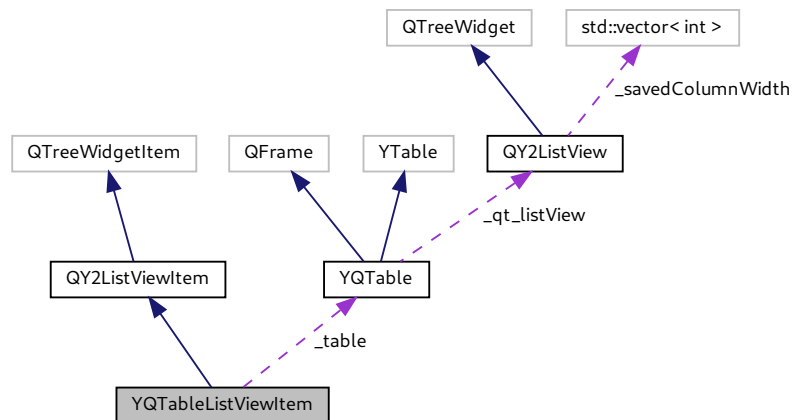 QTreeWidget
std::vector< int >
_savedColumnWidth
QTreeWidgetItem
QFrame
YTable
QY2ListView
_qt_listView
QY2ListViewItem
YQTable
_table
YQTableListViewItem